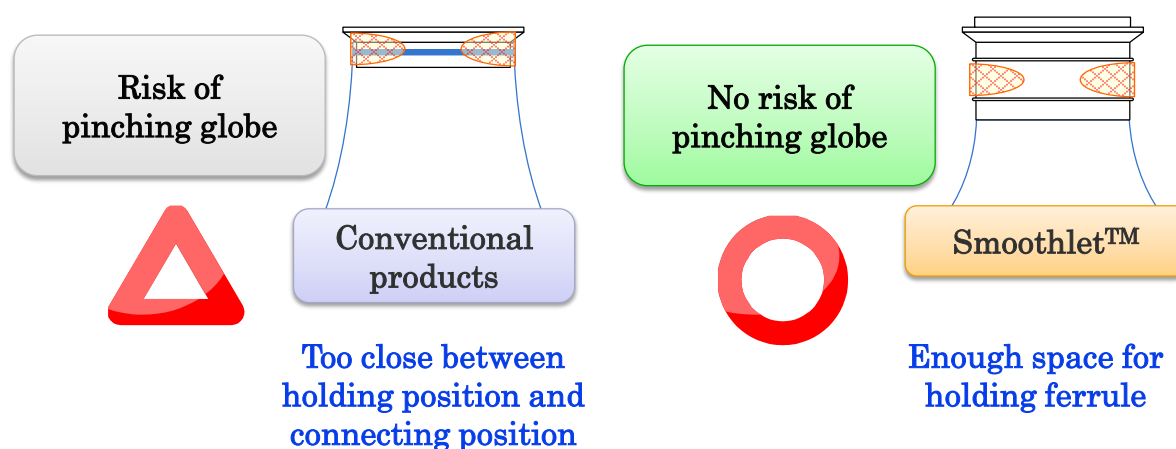 Risk of
pinching globe
Conventional
products
Too close between
holding position and
connecting position
No risk of
pinching globe
Smoothlet™
Enough space for
holding ferrule